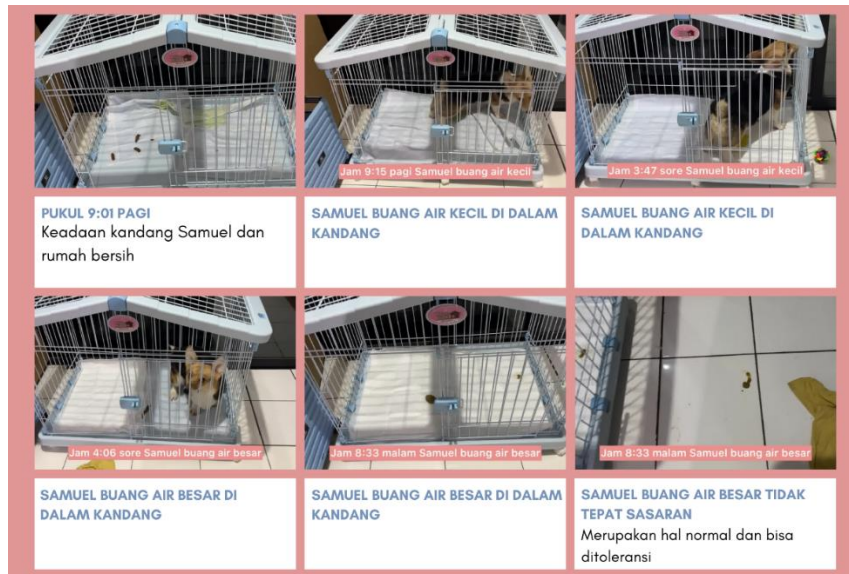 Jam 9:15 pagi Samuel buang air kecil
Jam 3:47 sore Samuel buang air kecil
PUKUL 9:01 PAGI
Keadaan kandang Samuel dan
rumah bersih
SAMUEL BUANG AIR KECIL DI DALAM
KANDANG
SAMUEL BUANG AIR KECIL DI
DALAM KANDANG
Jam 4:06 sore Samuel buang air besar
Jam 8:33 malam Samuel buang air besar
Jam 8:33 malam Samuel buang air besar
SAMUEL BUANG AIR BESAR DI
DALAM KANDANG
SAMUEL BUANG AIR BESAR DI DALAM
KANDANG
SAMUEL BUANG AIR BESAR TIDAK
TEPAT SASARAN
Merupakan hal normal dan bisa
ditoleransi